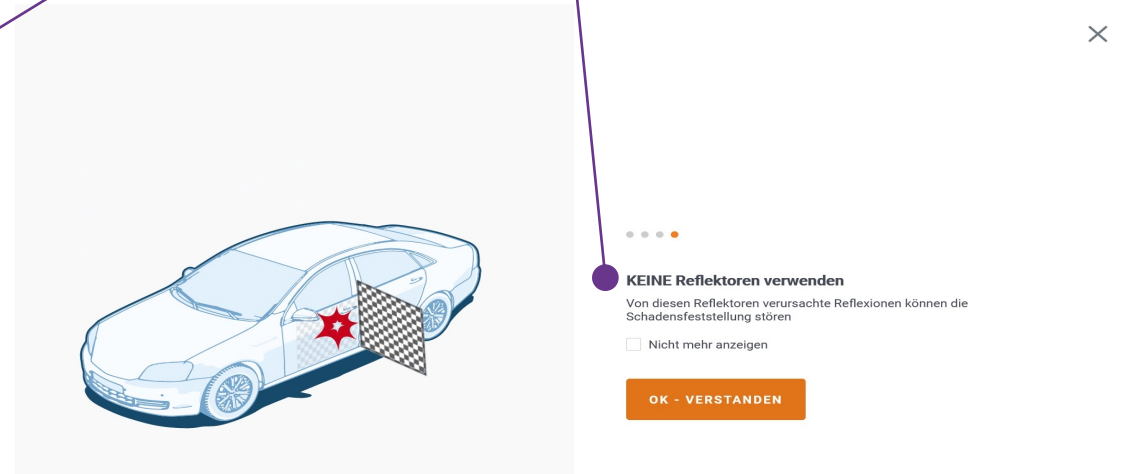 KEINE Reflektoren verwenden
Von diesen Reflektoren verursachte Reflexionen können die
Schadensfeststellung stören
Nicht mehr anzeigen
OK - VERSTANDEN